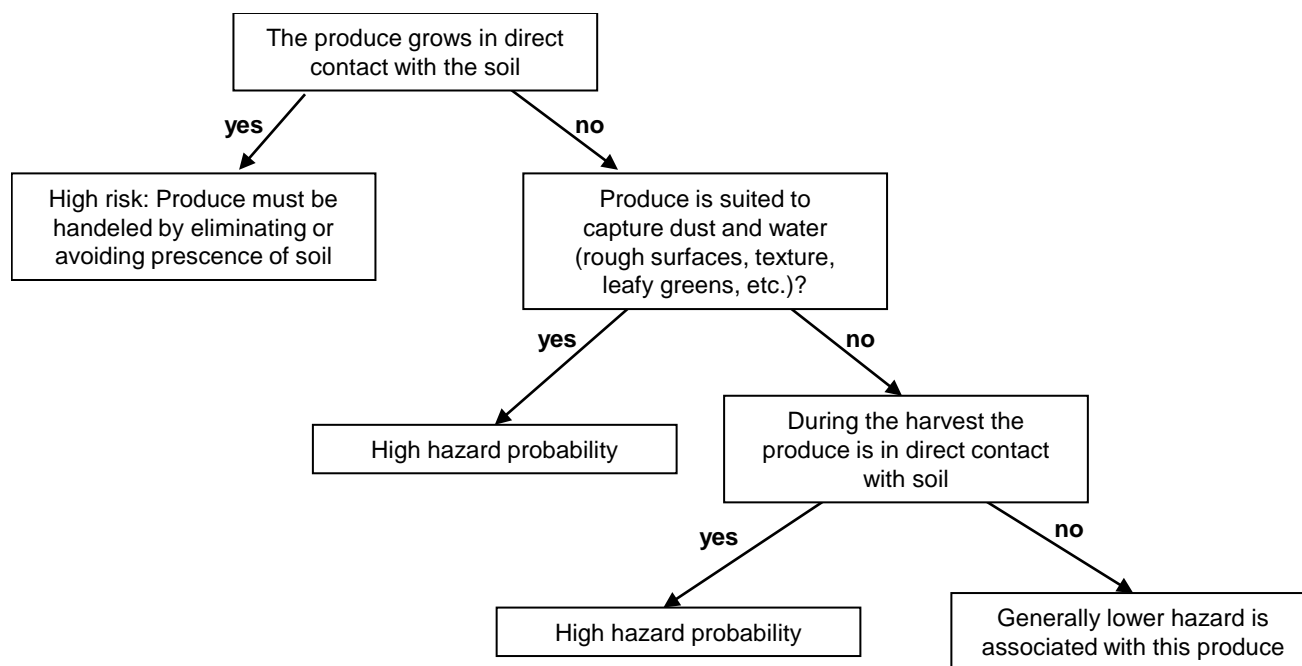 The produce grows in direct
contact with the soil
yes
no
High risk: Produce must be
handeled by eliminating or
avoiding prescence of soil
Produce is suited to
capture dust and water
(rough surfaces, texture,
leafy greens, etc.)?
yes
no
High hazard probability
During the harvest the
produce is in direct contact
with soil
yes
no
High hazard probability
Generally lower hazard is
associated with this produce